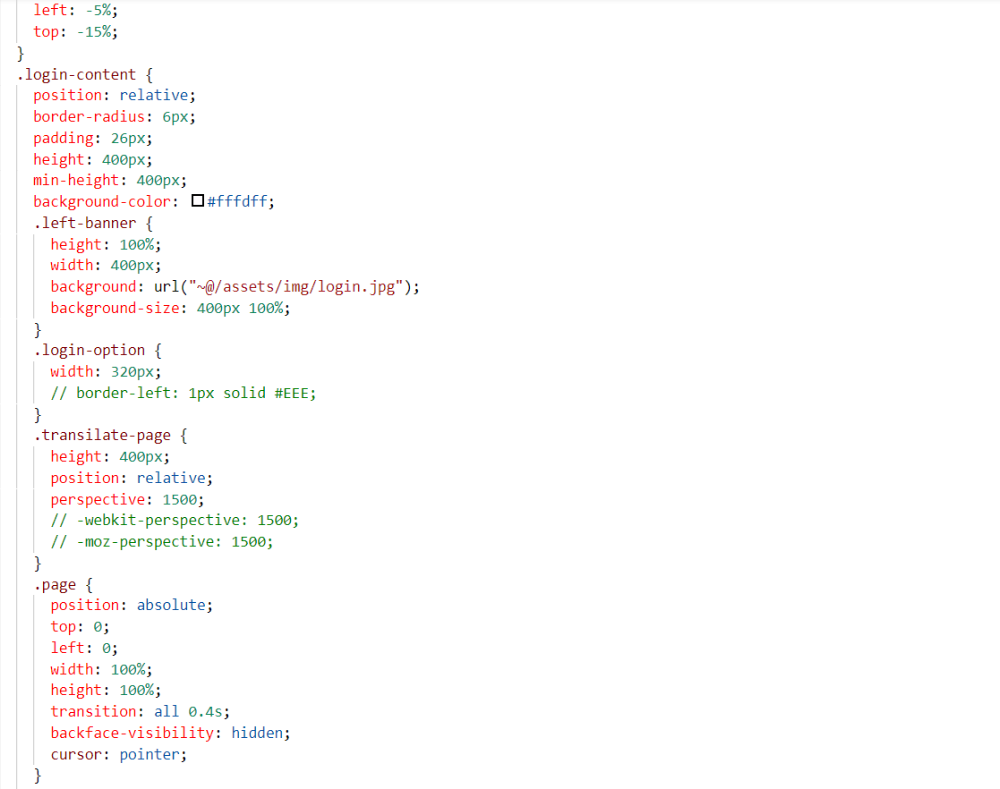 left: -5%;
top: -15%;
}
.login-content {
position: relative;
border-radius: 6px;
padding: 26px;
height: 400px;
min-height: 400px;
background-color: #fffdff;
.left-banner {
height: 100%;
width: 400px;
background: url("~@/assets/img/login.jpg");
background-size: 400px 100%;
}
.login-option {
width: 320px;
// border-left: 1px solid #EEE;
}
.transilate-page {
height: 400px;
position: relative;
perspective: 1500;
// -webkit-perspective: 1500;
// -moz-perspective: 1500;
}
.page {
position: absolute;
top: 0;
left: 0;
width: 100%;
height: 100%;
transition: all 0.4s;
backface-visibility: hidden;
cursor: pointer;
}